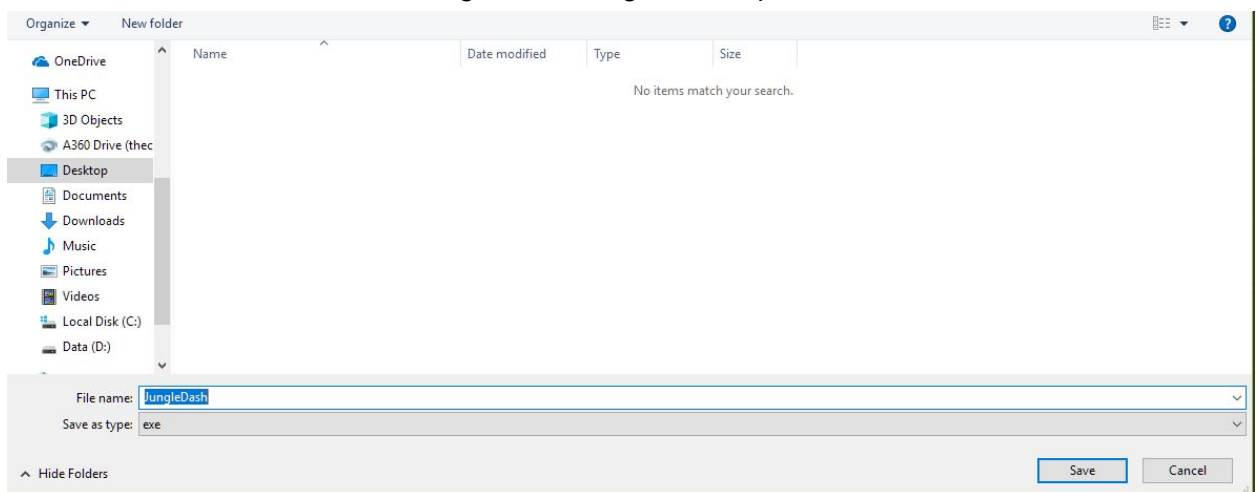 Organize New folder
Name Date modified Type Size
No items match your search.
OneDrive
This PC
3D Objects
A360 Drive (thec
Desktop
Documents
Downloads
Music
Pictures
Videos
Local Disk (C:)
Data (D:)
File name: JungleDash
Save as type: exe
Hide Folders Save Cancel